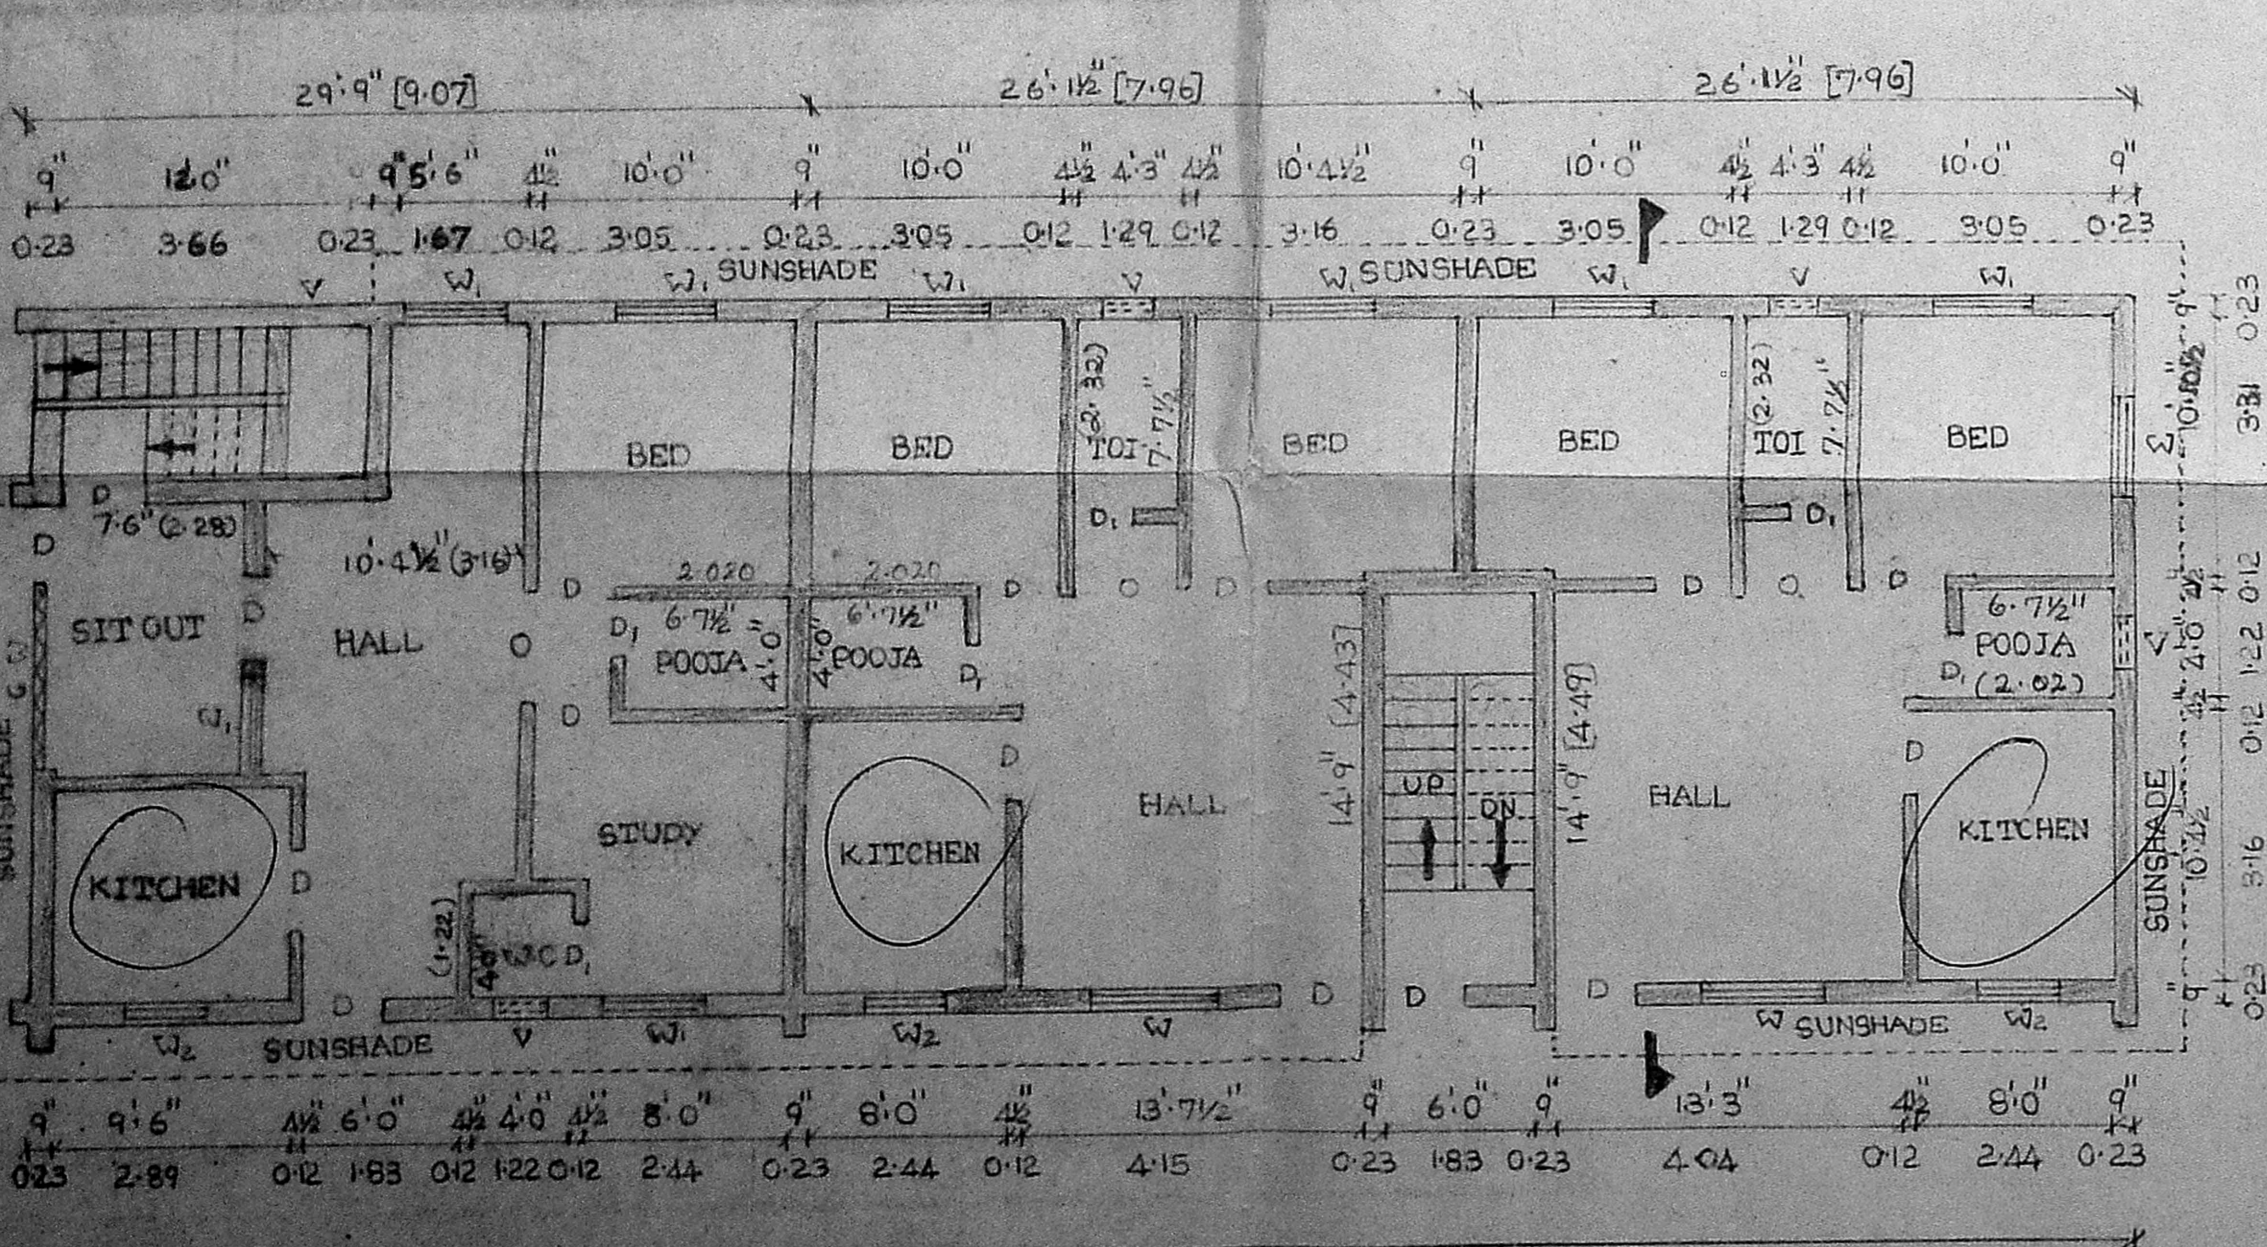 29'.9" [9.07] 26'.1½" [7.96] 26'.1½" [7.96]
9" 12'.0" 9" 5'.6" 4½" 10'.0" 9" 10'.0" 4½" 4'.3" 4½" 10'.4½" 9" 10'.0" 4½" 4'.3" 4½" 10'.0" 9"
0.23 3.66 0.23 1.67 0.12 3.05 0.23 3.05 0.12 1.29 0.12 3.16 0.23 3.05 0.12 1.29 0.12 3.05 0.23
V W1 W1 SUNSHADE W1 V W1 SUNSHADE W1 V W1
(2.32) 7.7½" (2.32) 7.7½"
BED BED TOI BED BED TOI BED W
D D1 D1
7'.6" (2.28)
D 10'.4½" (3.16)
D 2.020 2.020 D O D D O D
SIT OUT D HALL O D1 6.7½" 4'.0" 4'.0" 6'.7½" 6.7½"
POOJA POOJA D1 POOJA V
D1 (2.02)
W1 D D D
14'.9" [4.43] 14'.9" [4.49]
UP DN
KITCHEN D STUDY KITCHEN HALL HALL KITCHEN
SUNSHADE
(1.22) 4'.0" W C D1
D D D D
W2 SUNSHADE V W1 W2 W W SUNSHADE W2
SUNSHADE
9" 4½" 4'.0" 4½" 10'.4½" 9"
0.23 3.31 0.12 1.22 0.12 3.16 0.23
9" 9'.6" 4½" 6'.0" 4½" 4'.0" 4½" 8'.0" 9" 8'.0" 4½" 13'.7½" 9" 6'.0" 9" 13'.3" 4½" 8'.0" 9"
0.23 2.89 0.12 1.83 0.12 1.22 0.12 2.44 0.23 2.44 0.12 4.15 0.23 1.83 0.23 4.04 0.12 2.44 0.23